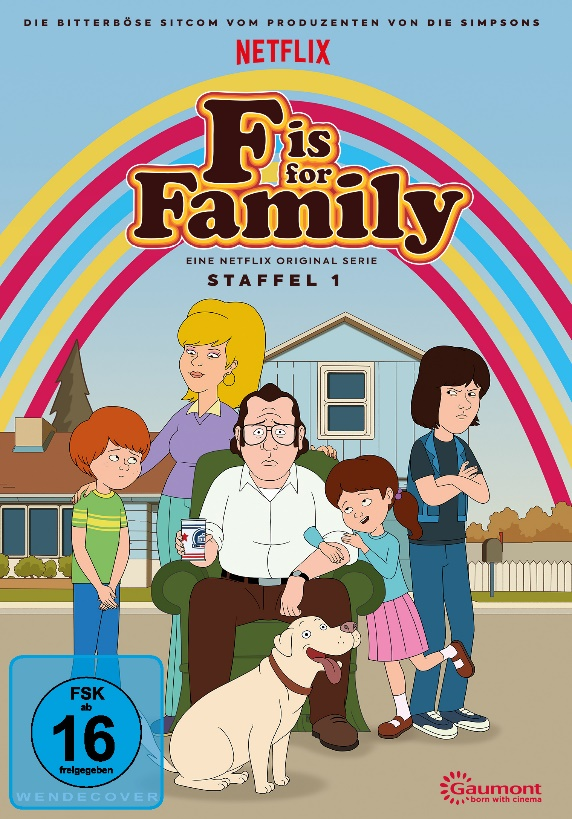 DIE BITTERBÖSE SITCOM VOM PRODUZENTEN VON DIE SIMPSONS
NETFLIX
F is
for
Family
EINE NETFLIX ORIGINAL SERIE
STAFFEL 1
FSK
ab
16
freigegeben
WENDECOVER
Gaumont
born with cinema